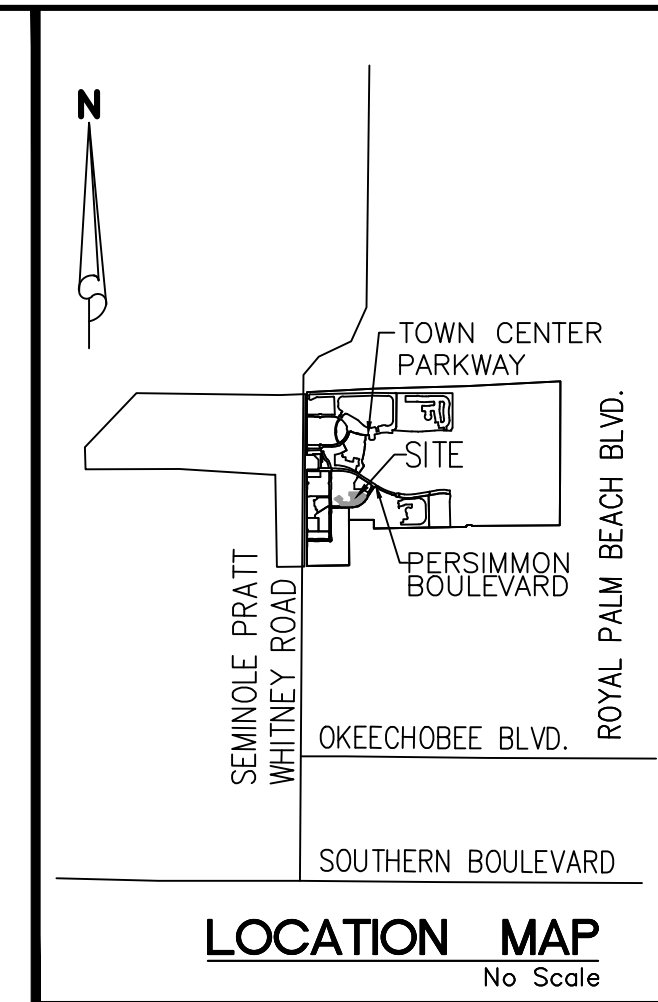 N
TOWN CENTER
PARKWAY
SITE
PERSIMMON
BOULEVARD
ROYAL PALM BEACH BLVD.
SEMINOLE PRATT
WHITNEY ROAD
OKEECHOBEE BLVD.
SOUTHERN BOULEVARD
LOCATION MAP
No Scale